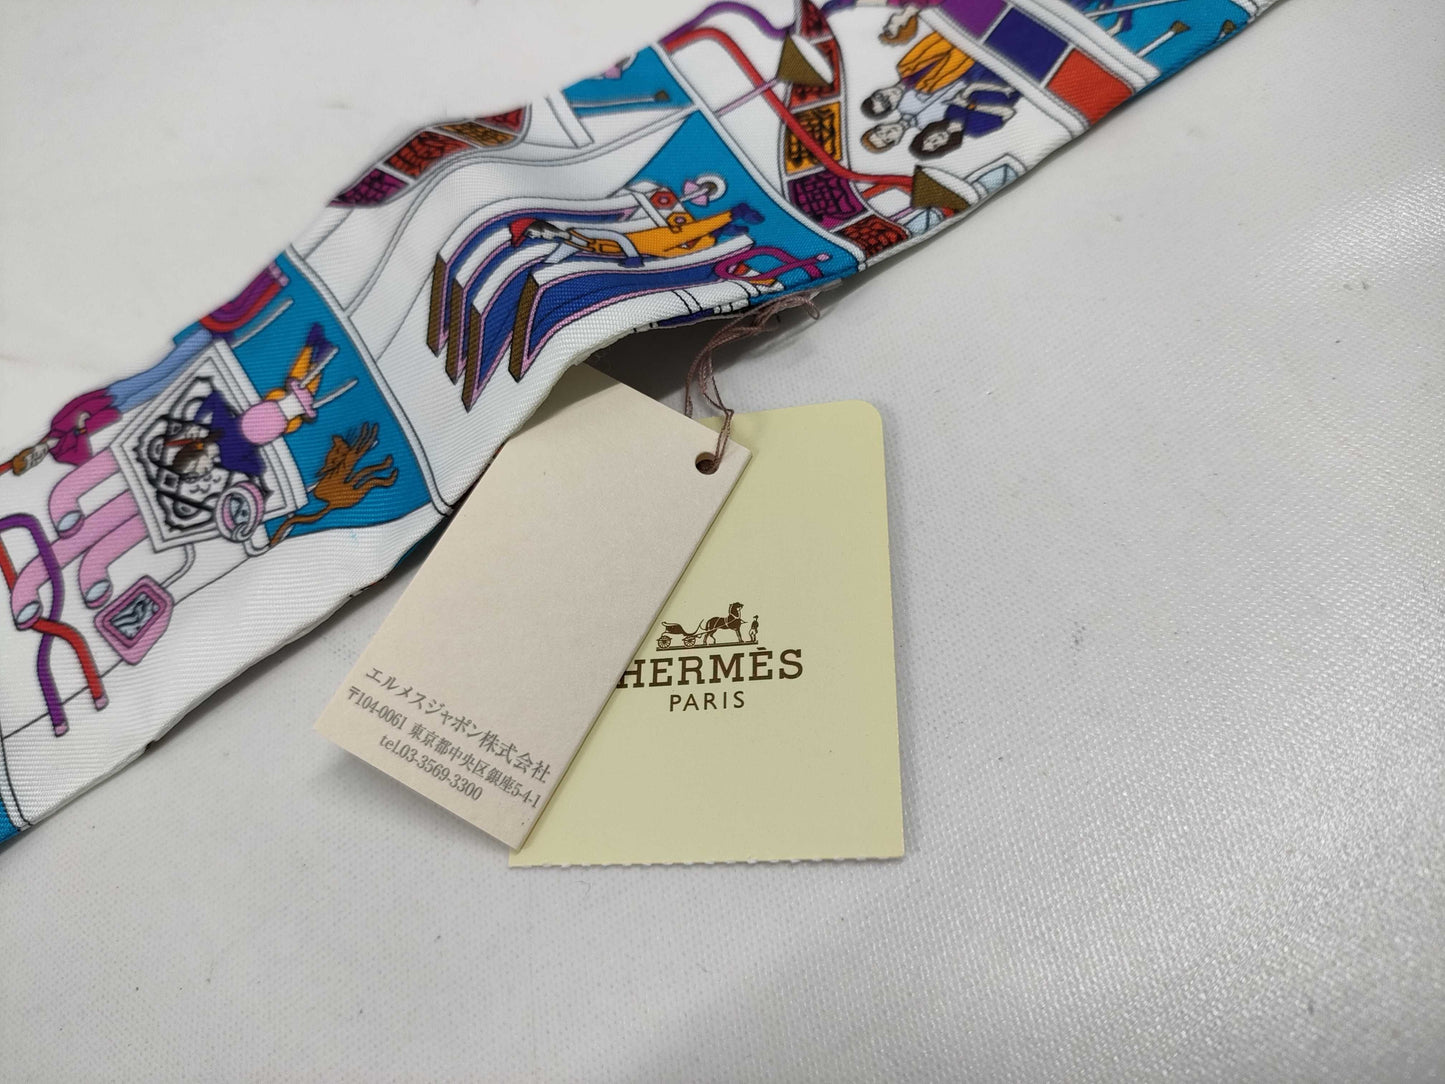 エルメスジャポン株式会社
〒104-0061 東京都中央区銀座5-4-1
tel.03-3569-3300
HERMÈS
PARIS